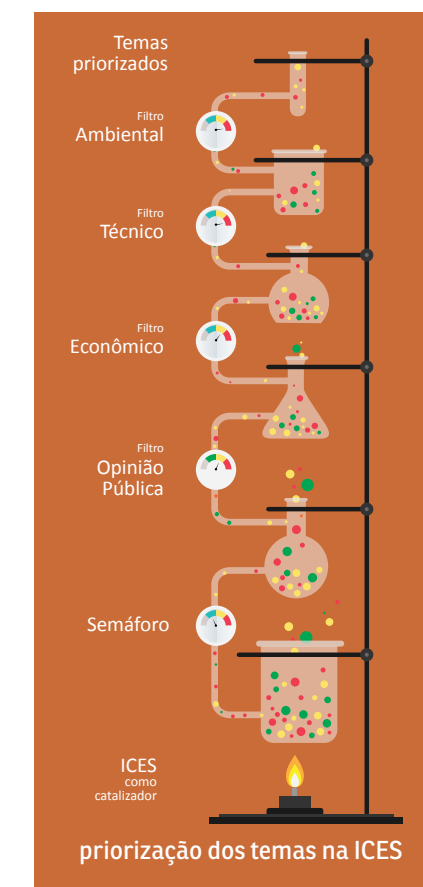 Temas
priorizados
Filtro
Ambiental
Filtro
Técnico
Filtro
Econômico
Filtro
Opinião
Pública
Semáforo
ICES
como
catalizador
priorização dos temas na ICES